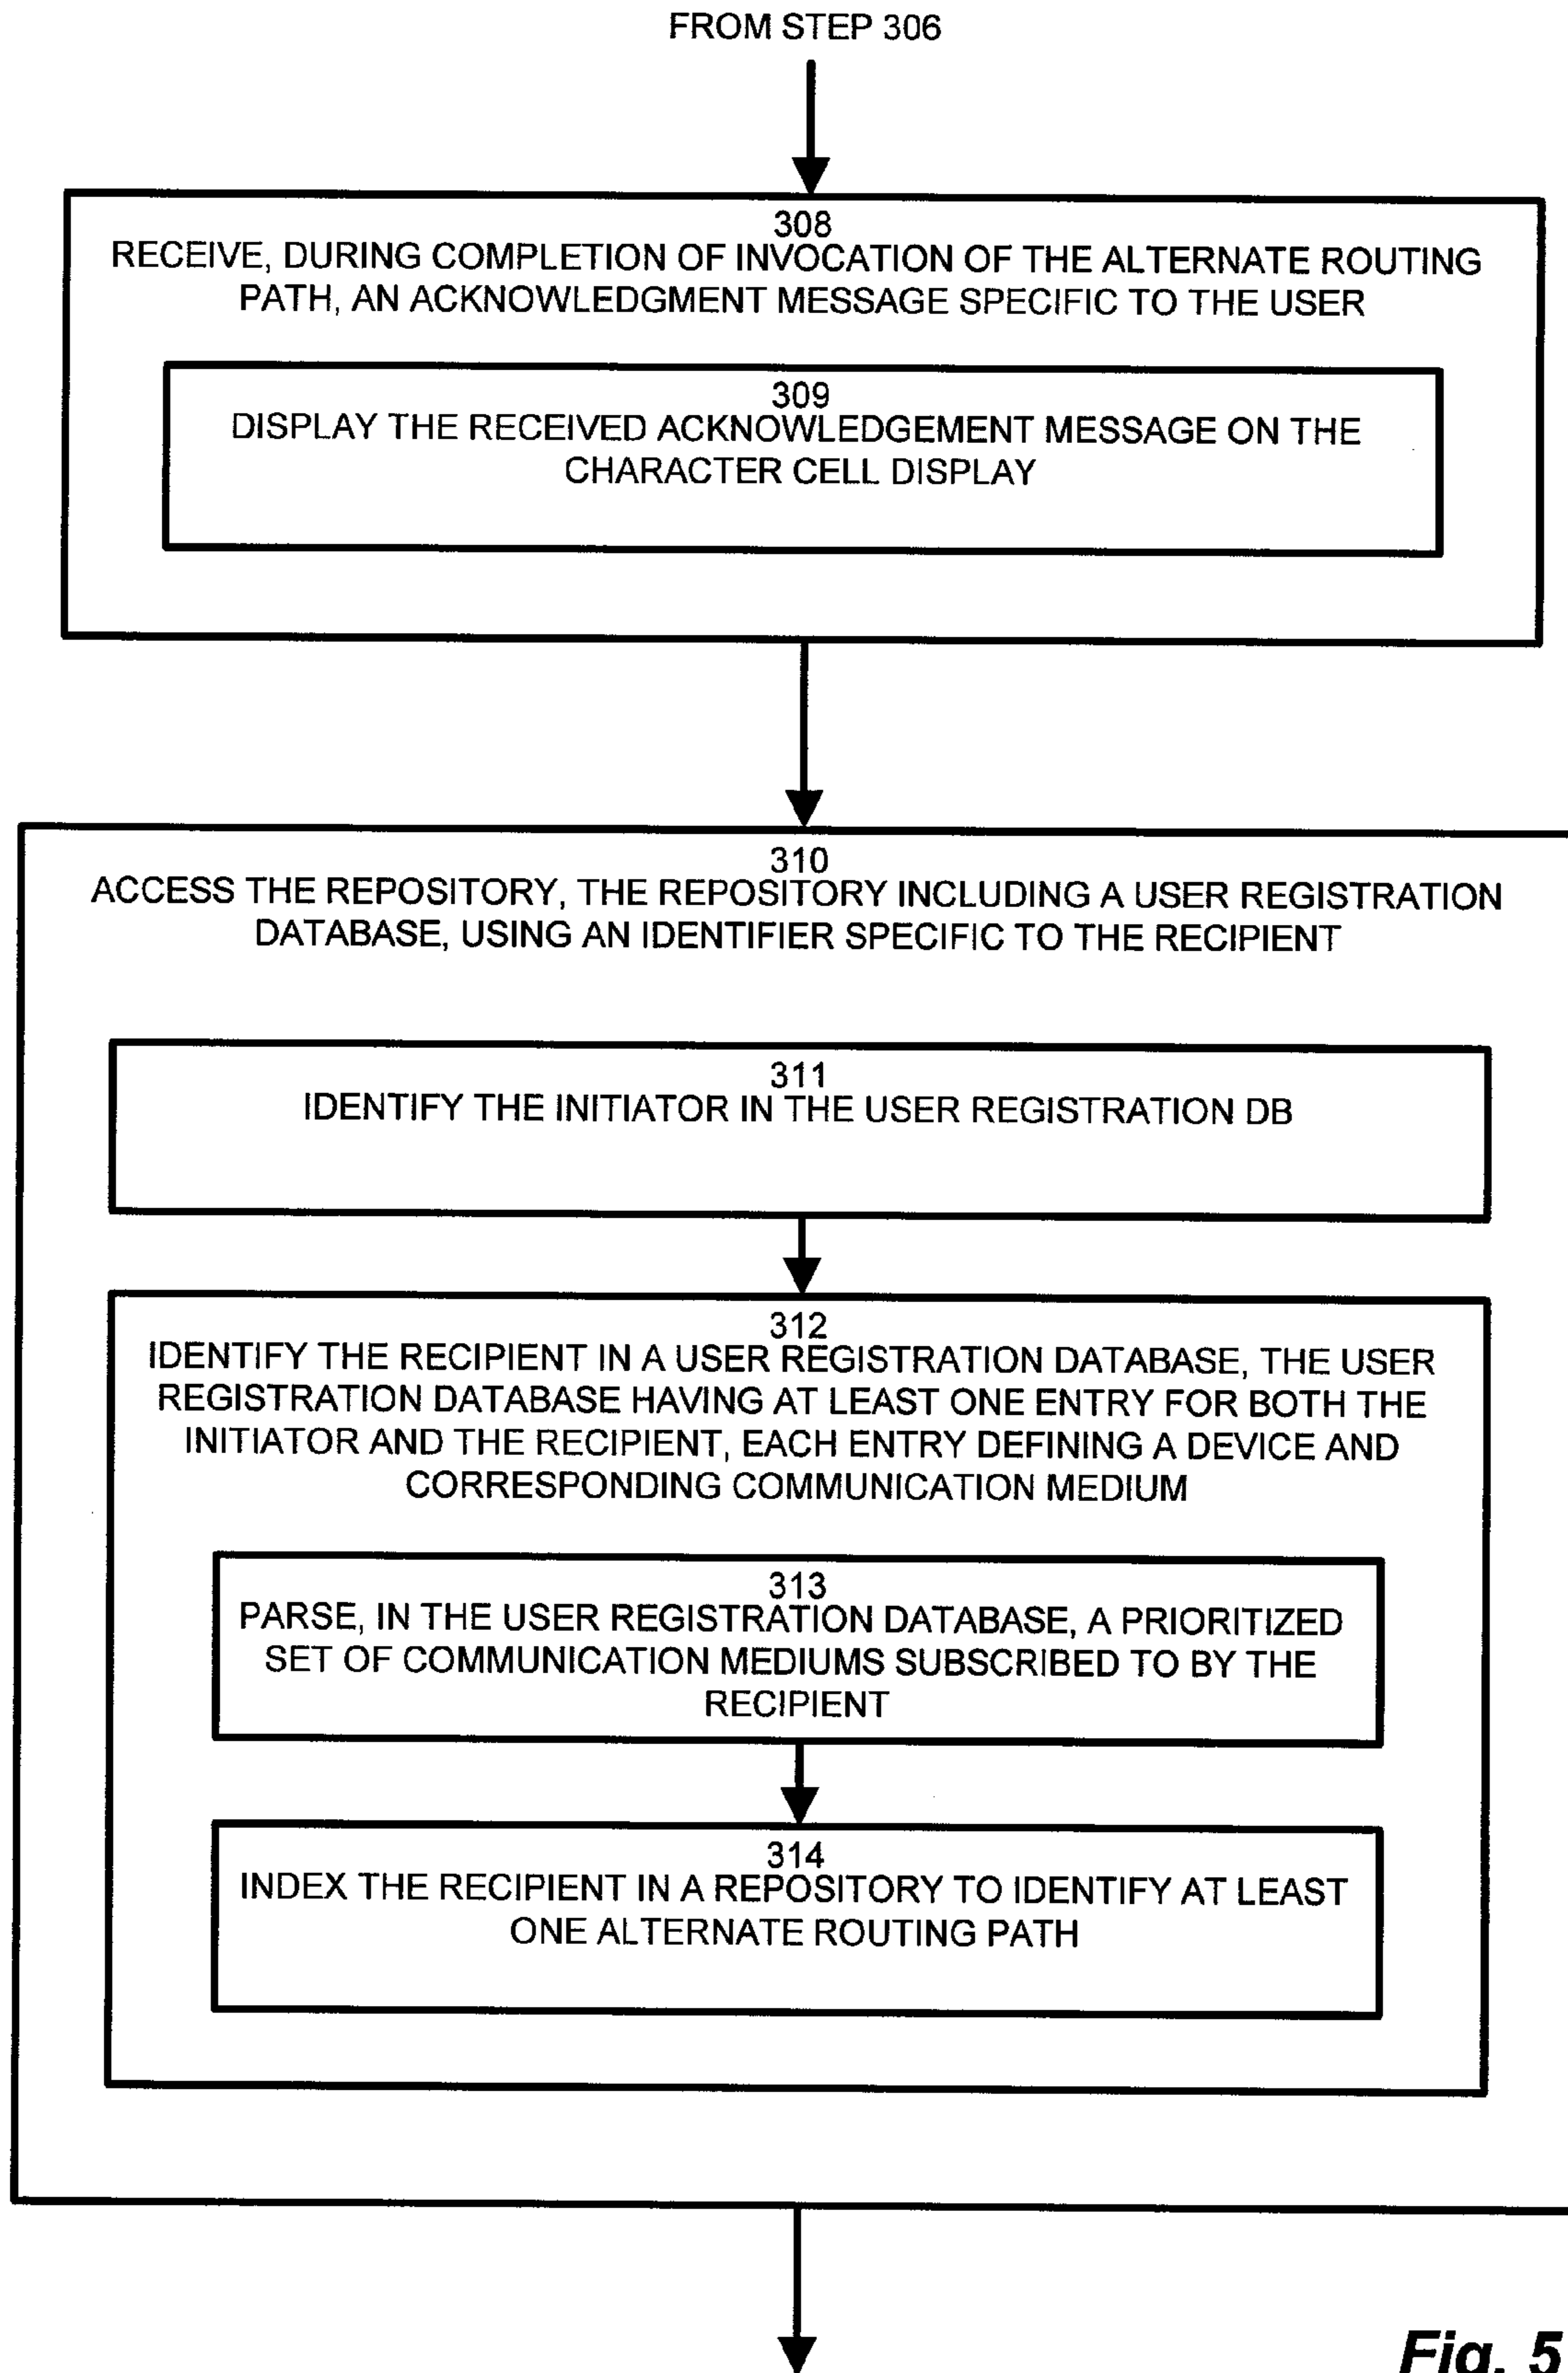 FROM STEP 306
308
RECEIVE, DURING COMPLETION OF INVOCATION OF THE ALTERNATE ROUTING
PATH, AN ACKNOWLEDGMENT MESSAGE SPECIFIC TO THE USER
309
DISPLAY THE RECEIVED ACKNOWLEDGEMENT MESSAGE ON THE
CHARACTER CELL DISPLAY
310
ACCESS THE REPOSITORY, THE REPOSITORY INCLUDING A USER REGISTRATION
DATABASE, USING AN IDENTIFIER SPECIFIC TO THE RECIPIENT
311
IDENTIFY THE INITIATOR IN THE USER REGISTRATION DB
312
IDENTIFY THE RECIPIENT IN A USER REGISTRATION DATABASE, THE USER
REGISTRATION DATABASE HAVING AT LEAST ONE ENTRY FOR BOTH THE
INITIATOR AND THE RECIPIENT, EACH ENTRY DEFINING A DEVICE AND
CORRESPONDING COMMUNICATION MEDIUM
313
PARSE, IN THE USER REGISTRATION DATABASE, A PRIORITIZED
SET OF COMMUNICATION MEDIUMS SUBSCRIBED TO BY THE
RECIPIENT
314
INDEX THE RECIPIENT IN A REPOSITORY TO IDENTIFY AT LEAST
ONE ALTERNATE ROUTING PATH
Fig. 5